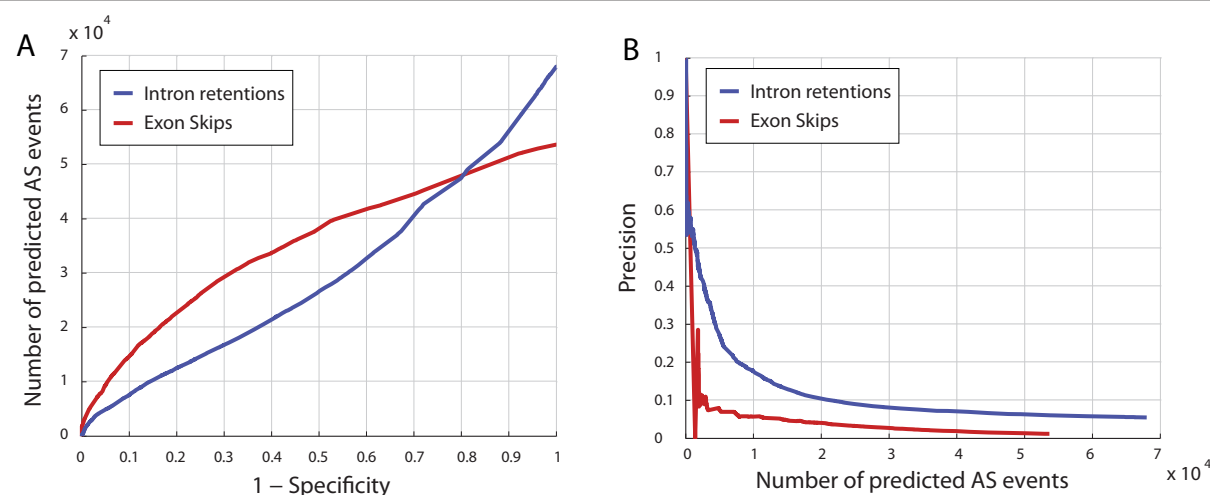 A
x 10 4
7
6
5
4
3
2
1
0
Number of predicted AS events
Intron retentions
Exon Skips
0 0.1 0.2 0.3 0.4 0.5 0.6 0.7 0.8 0.9 1
1 – Specificity
B
1
0.9
0.8
0.7
0.6
0.5
0.4
0.3
0.2
0.1
0
Precision
Intron retentions
Exon Skips
0 1 2 3 4 5 6 7
x 10 4
Number of predicted AS events